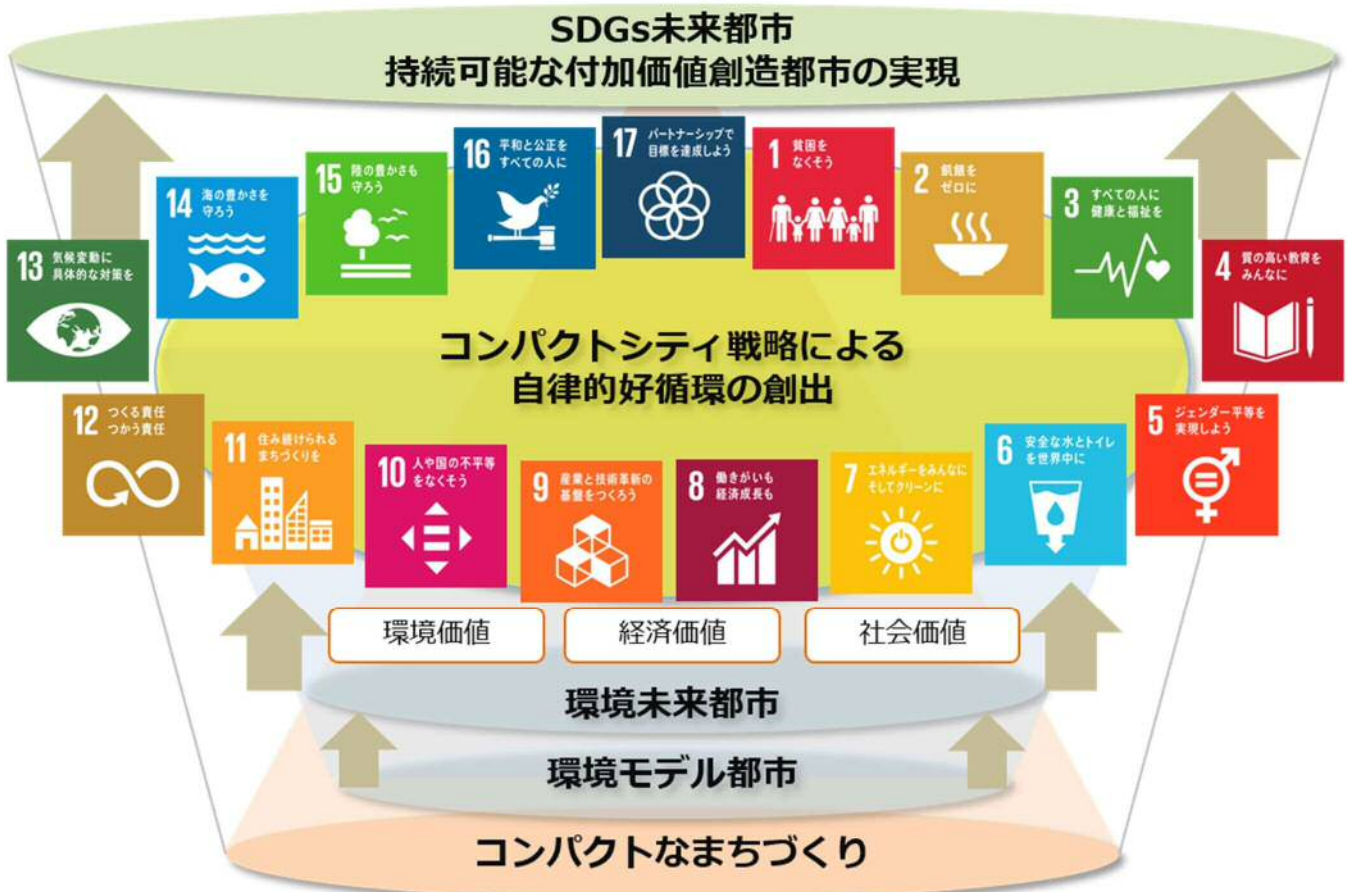 SDGs未来都市
持続可能な付加価値創造都市の実現
17 パートナーシップで
目標を達成しよう
16 平和と公正を
すべての人に
1 貧困を
なくそう
15 陸の豊かさも
守ろう
2 飢餓を
ゼロに
14 海の豊かさを
守ろう
3 すべての人に
健康と福祉を
13 気候変動に
具体的な対策を
4 質の高い教育を
みんなに
コンパクトシティ戦略による
自律的好循環の創出
12 つくる責任
つかう責任
5 ジェンダー平等を
実現しよう
11 住み続けられる
まちづくりを
6 安全な水とトイレ
を世界中に
10 人や国の不平等
をなくそう
9 産業と技術革新の
基盤をつくろう
8 働きがいも
経済成長も
7 エネルギーをみんなに
そしてクリーンに
環境価値
経済価値
社会価値
環境未来都市
環境モデル都市
コンパクトなまちづくり